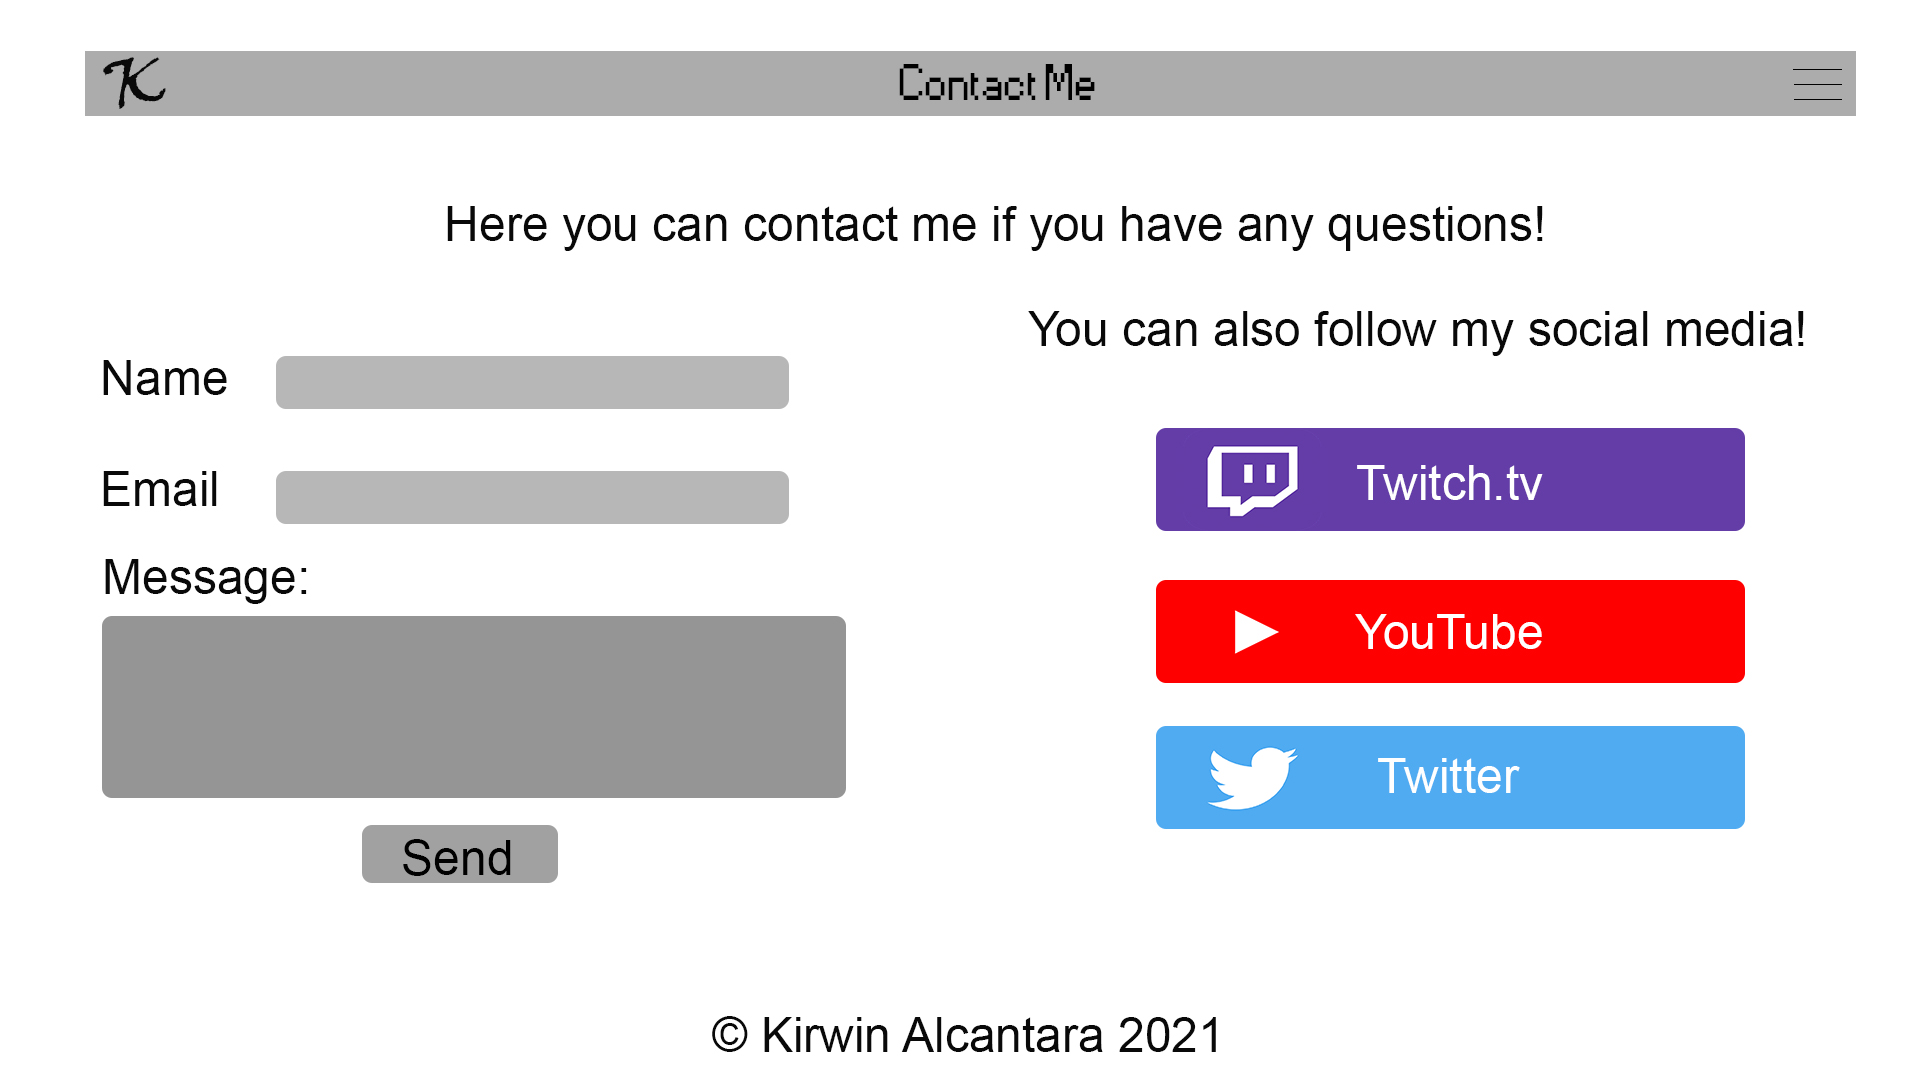 K
Contact Me
Here you can contact me if you have any questions!
You can also follow my social media!
Name
Email
Message:
Send
Twitch.tv
YouTube
Twitter
© Kirwin Alcantara 2021